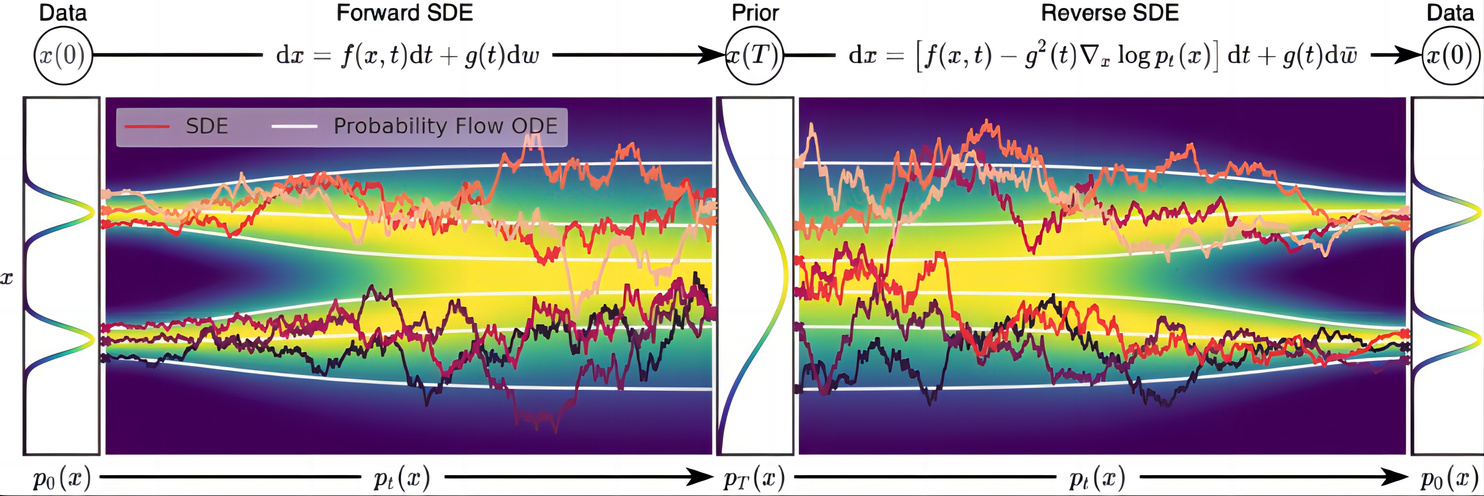 Data Forward SDE Prior Reverse SDE Data
x(0) dx = f(x, t)dt + g(t)dw x(T) dx = [f(x, t) − g²(t)∇ₓ log pₜ(x)] dt + g(t)dw̄ x(0)
SDE Probability Flow ODE
x
p₀(x) pₜ(x) p_T(x) pₜ(x) p₀(x)